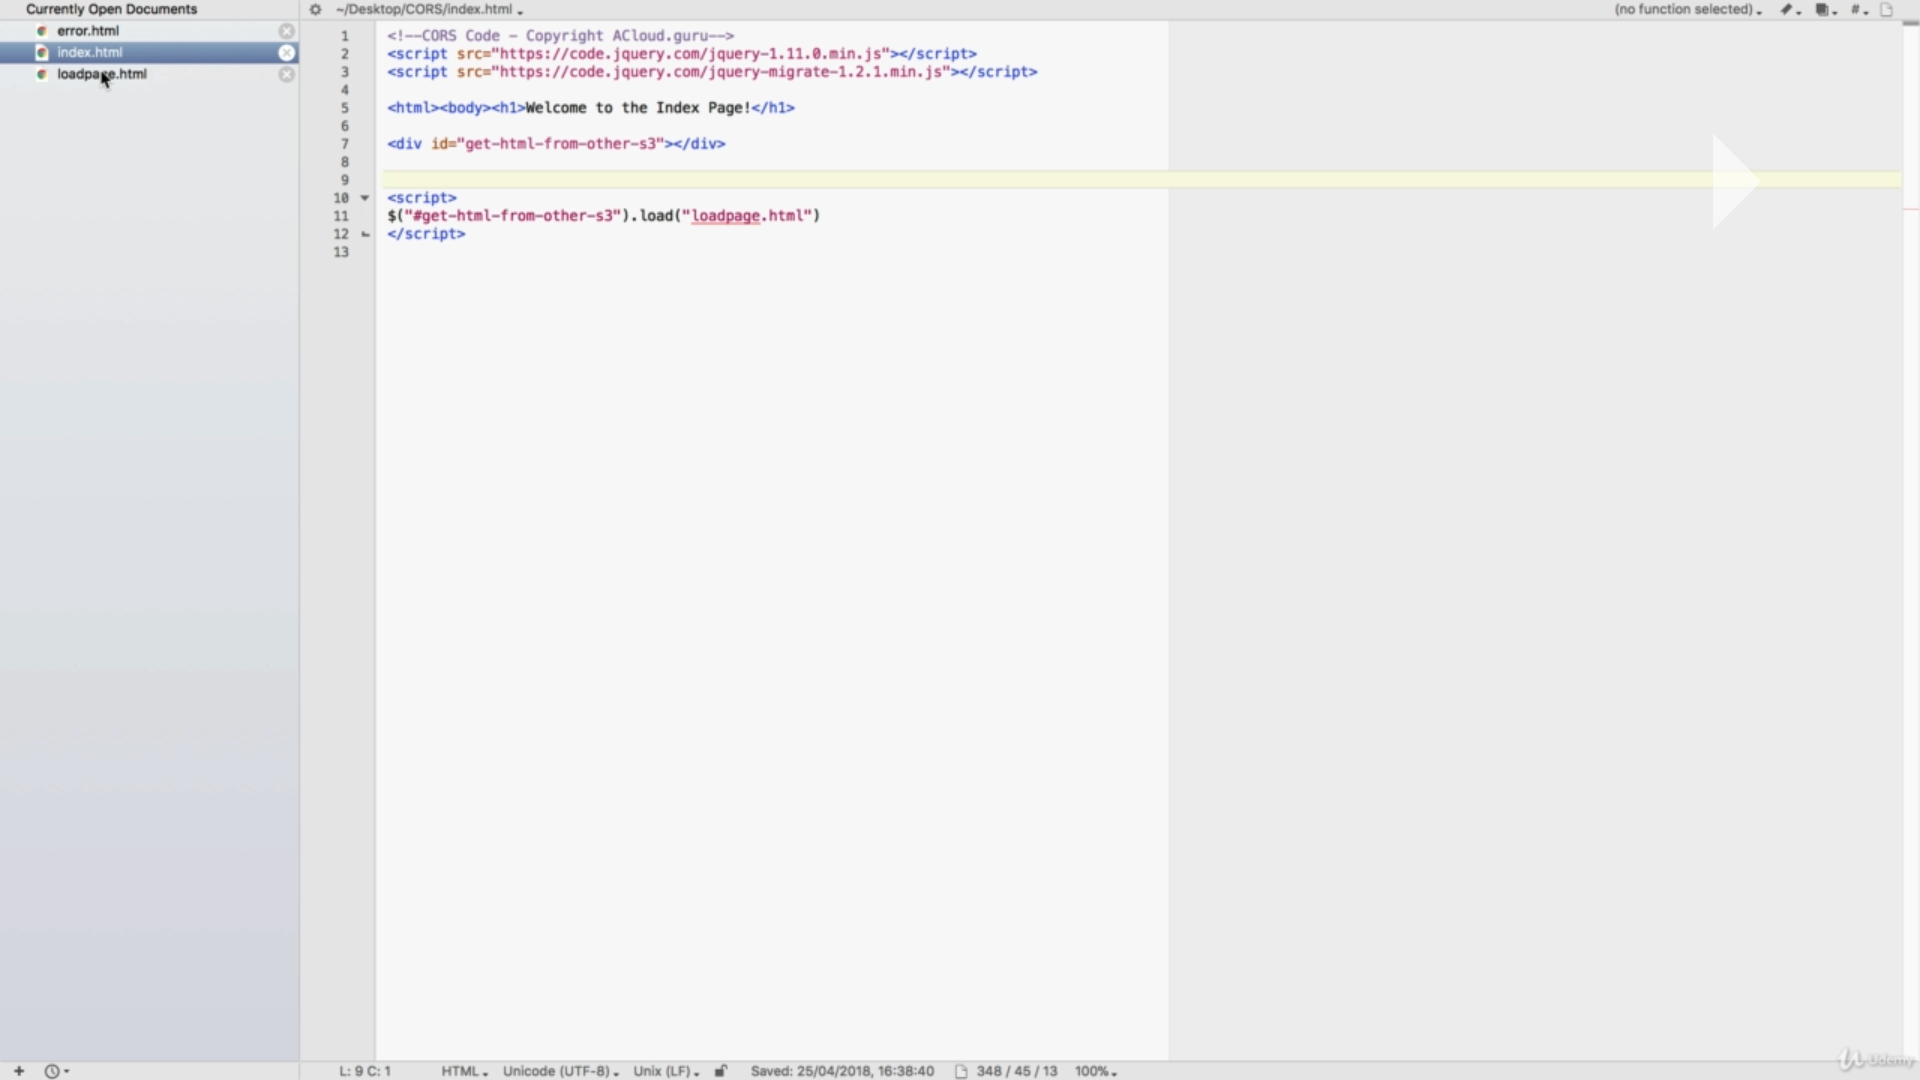 Currently Open Documents
~/Desktop/CORS/index.html
(no function selected)
#
error.html
index.html
loadpage.html
1 <!--CORS Code - Copyright ACloud.guru-->
2 <script src="https://code.jquery.com/jquery-1.11.0.min.js"></script>
3 <script src="https://code.jquery.com/jquery-migrate-1.2.1.min.js"></script>
4
5 <html><body><h1>Welcome to the Index Page!</h1>
6
7 <div id="get-html-from-other-s3"></div>
8
9
10 <script>
11 $("#get-html-from-other-s3").load("loadpage.html")
12 </script>
13
L: 9 C: 1 HTML Unicode (UTF-8) Unix (LF) Saved: 25/04/2018, 16:38:40 348 / 45 / 13 100%
Udemy